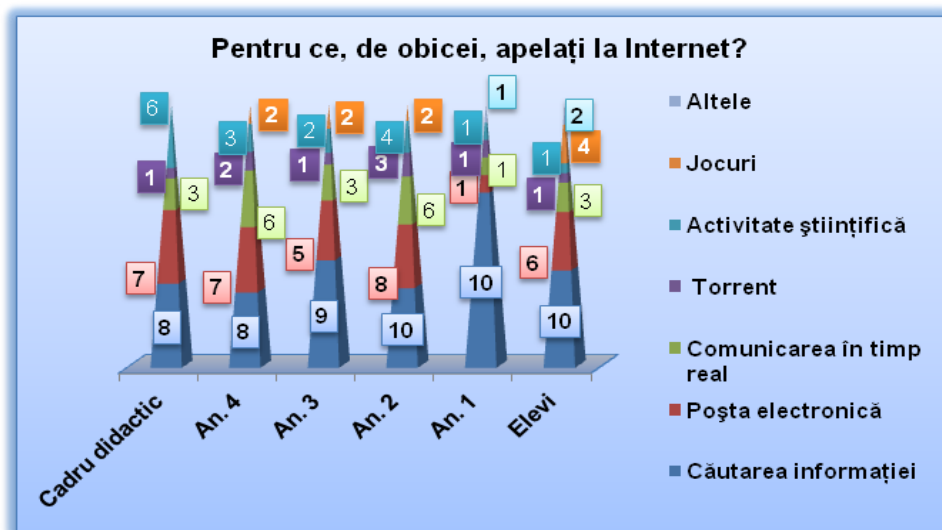 Pentru ce, de obicei, apelați la Internet?
6 1 3 7 8
2 3 2 6 7 8
2 2 1 3 5 9
2 4 3 6 8 10
1 1 1 1 1 10
2 4 1 1 3 6 10
Cadru didactic
An. 4
An. 3
An. 2
An. 1
Elevi
Altele
Jocuri
Activitate ştiințifică
Torrent
Comunicarea în timp
real
Poşta electronică
Căutarea informației